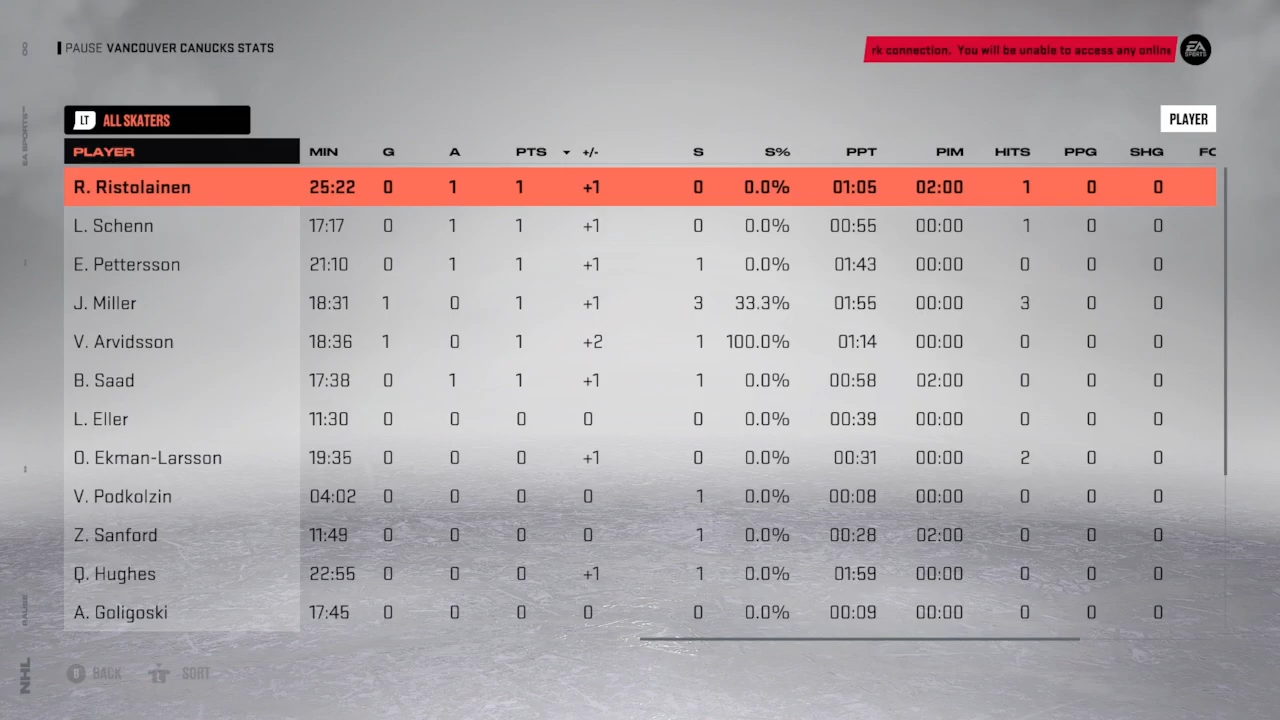 PAUSE VANCOUVER CANUCKS STATS
rk connection. You will be unable to access any online
EA SPORTS
LT ALL SKATERS
PLAYER
PLAYER MIN G A PTS +/- S S% PPT PIM HITS PPG SHG FO
R. Ristolainen 25:22 0 1 1 +1 0 0.0% 01:05 02:00 1 0 0
L. Schenn 17:17 0 1 1 +1 0 0.0% 00:55 00:00 1 0 0
E. Pettersson 21:10 0 1 1 +1 1 0.0% 01:43 00:00 0 0 0
J. Miller 18:31 1 0 1 +1 3 33.3% 01:55 00:00 3 0 0
V. Arvidsson 18:36 1 0 1 +2 1 100.0% 01:14 00:00 0 0 0
B. Saad 17:38 0 1 1 +1 1 0.0% 00:58 02:00 0 0 0
L. Eller 11:30 0 0 0 0 0 0.0% 00:39 00:00 0 0 0
O. Ekman-Larsson 19:35 0 0 0 +1 0 0.0% 00:31 00:00 2 0 0
V. Podkolzin 04:02 0 0 0 0 1 0.0% 00:08 00:00 0 0 0
Z. Sanford 11:49 0 0 0 0 1 0.0% 00:28 02:00 0 0 0
Q. Hughes 22:55 0 0 0 +1 1 0.0% 01:59 00:00 0 0 0
A. Goligoski 17:45 0 0 0 0 0 0.0% 00:09 00:00 0 0 0
B BACK L SORT
EA SPORTS™
PAUSE
NHL